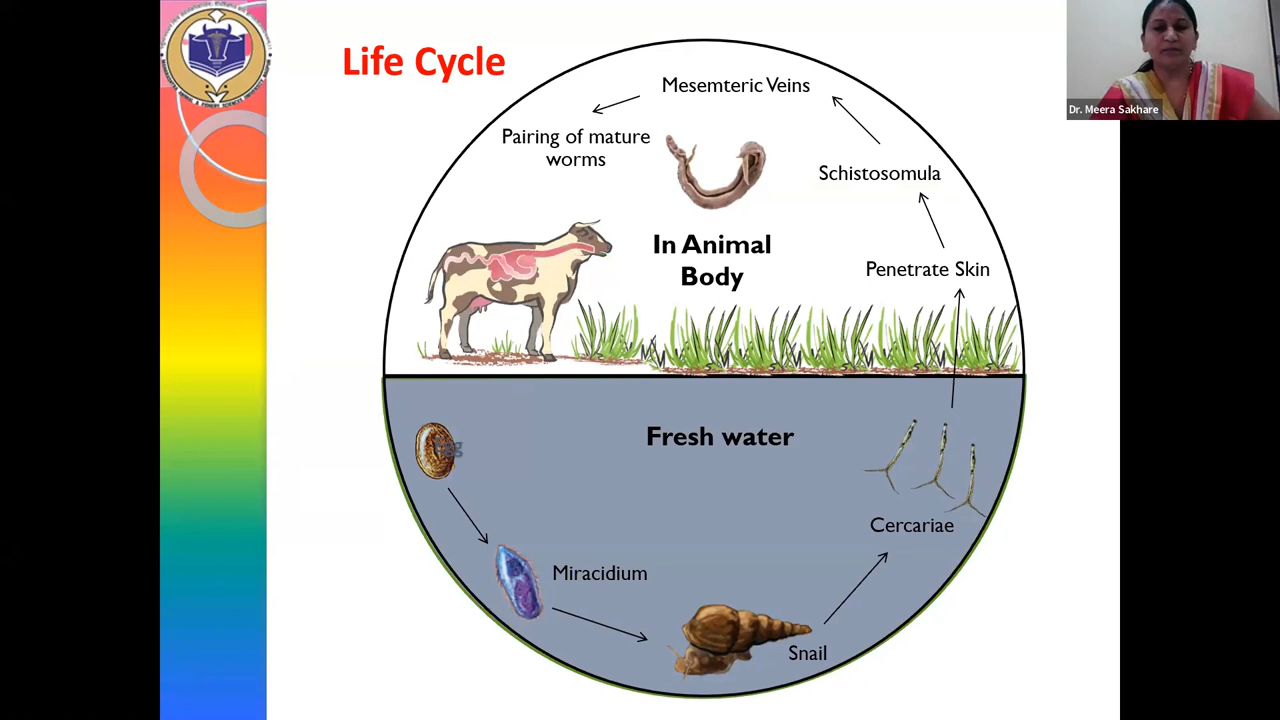 Life Cycle
Mesemteric Veins
Pairing of mature
worms
Schistosomula
In Animal
Body
Penetrate Skin
Fresh water
Egg
Cercariae
Miracidium
Snail
Dr. Meera Sakhare